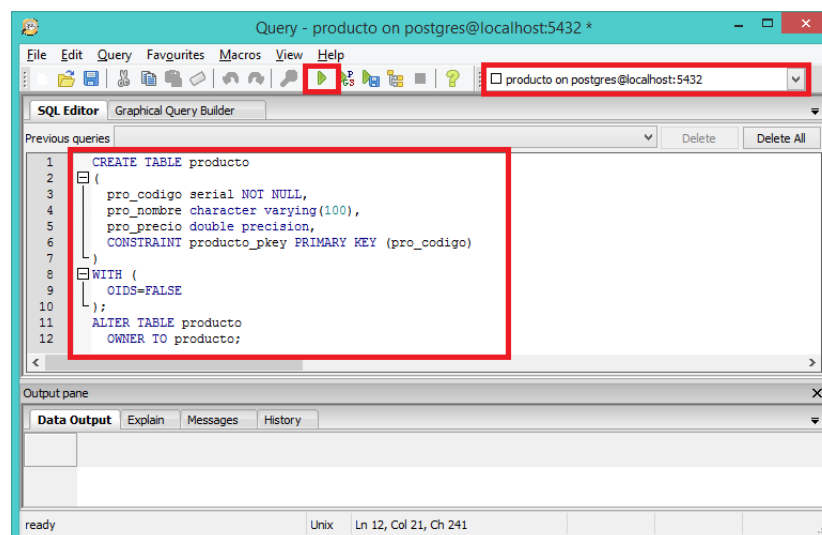 Query - producto on postgres@localhost:5432 *
File Edit Query Favourites Macros View Help
producto on postgres@localhost:5432
SQL Editor Graphical Query Builder
Previous queries Delete Delete All
1 CREATE TABLE producto
2 (
3 pro_codigo serial NOT NULL,
4 pro_nombre character varying(100),
5 pro_precio double precision,
6 CONSTRAINT producto_pkey PRIMARY KEY (pro_codigo)
7 )
8 WITH (
9 OIDS=FALSE
10 );
11 ALTER TABLE producto
12 OWNER TO producto;
Output pane
Data Output Explain Messages History
ready Unix Ln 12, Col 21, Ch 241